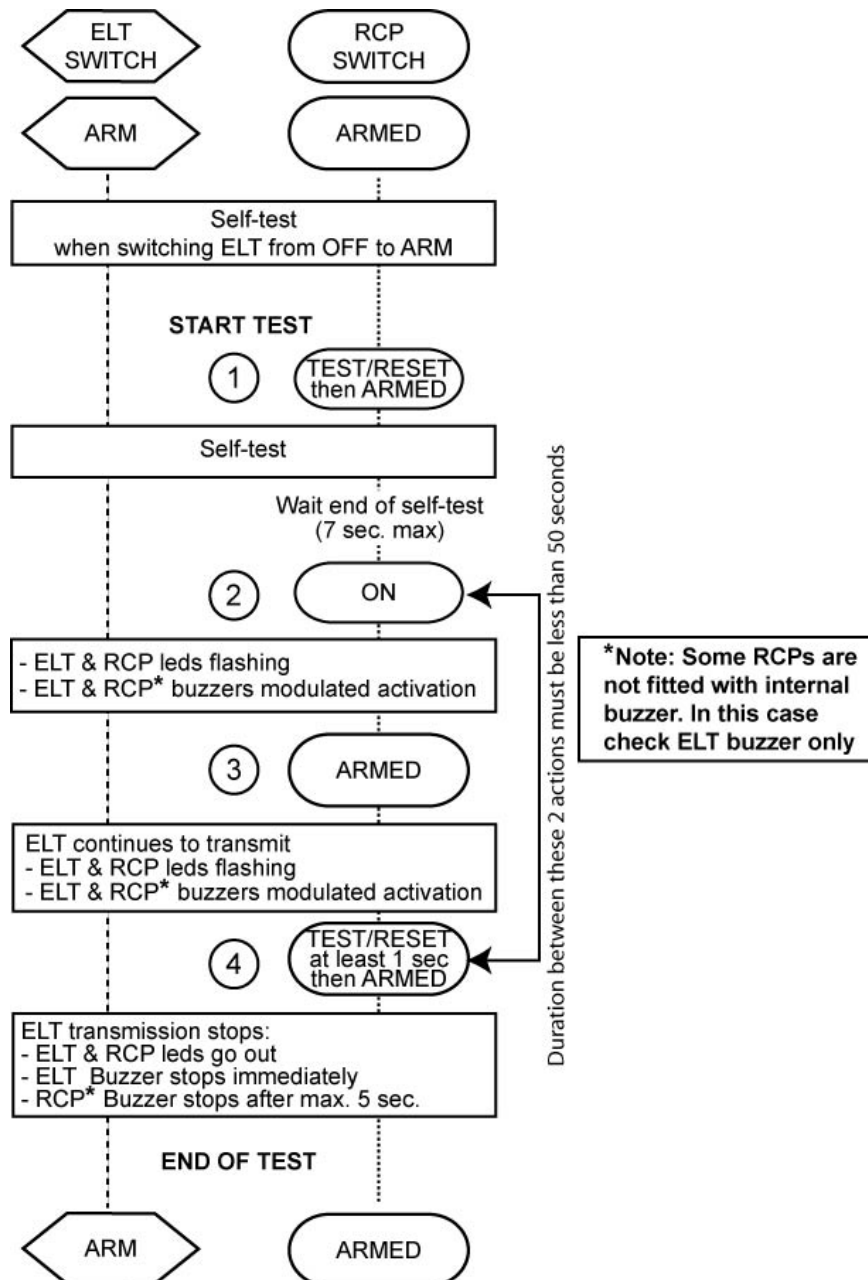 ELT
SWITCH
RCP
SWITCH
ARM
ARMED
Self-test
when switching ELT from OFF to ARM
START TEST
1
TEST/RESET
then ARMED
Self-test
Wait end of self-test
(7 sec. max)
2
ON
- ELT & RCP leds flashing
- ELT & RCP* buzzers modulated activation
3
ARMED
ELT continues to transmit
- ELT & RCP leds flashing
- ELT & RCP* buzzers modulated activation
4
TEST/RESET
at least 1 sec
then ARMED
ELT transmission stops:
- ELT & RCP leds go out
- ELT Buzzer stops immediately
- RCP* Buzzer stops after max. 5 sec.
END OF TEST
ARM
ARMED
Duration between these 2 actions must be less than 50 seconds
*Note: Some RCPs are
not fitted with internal
buzzer. In this case
check ELT buzzer only